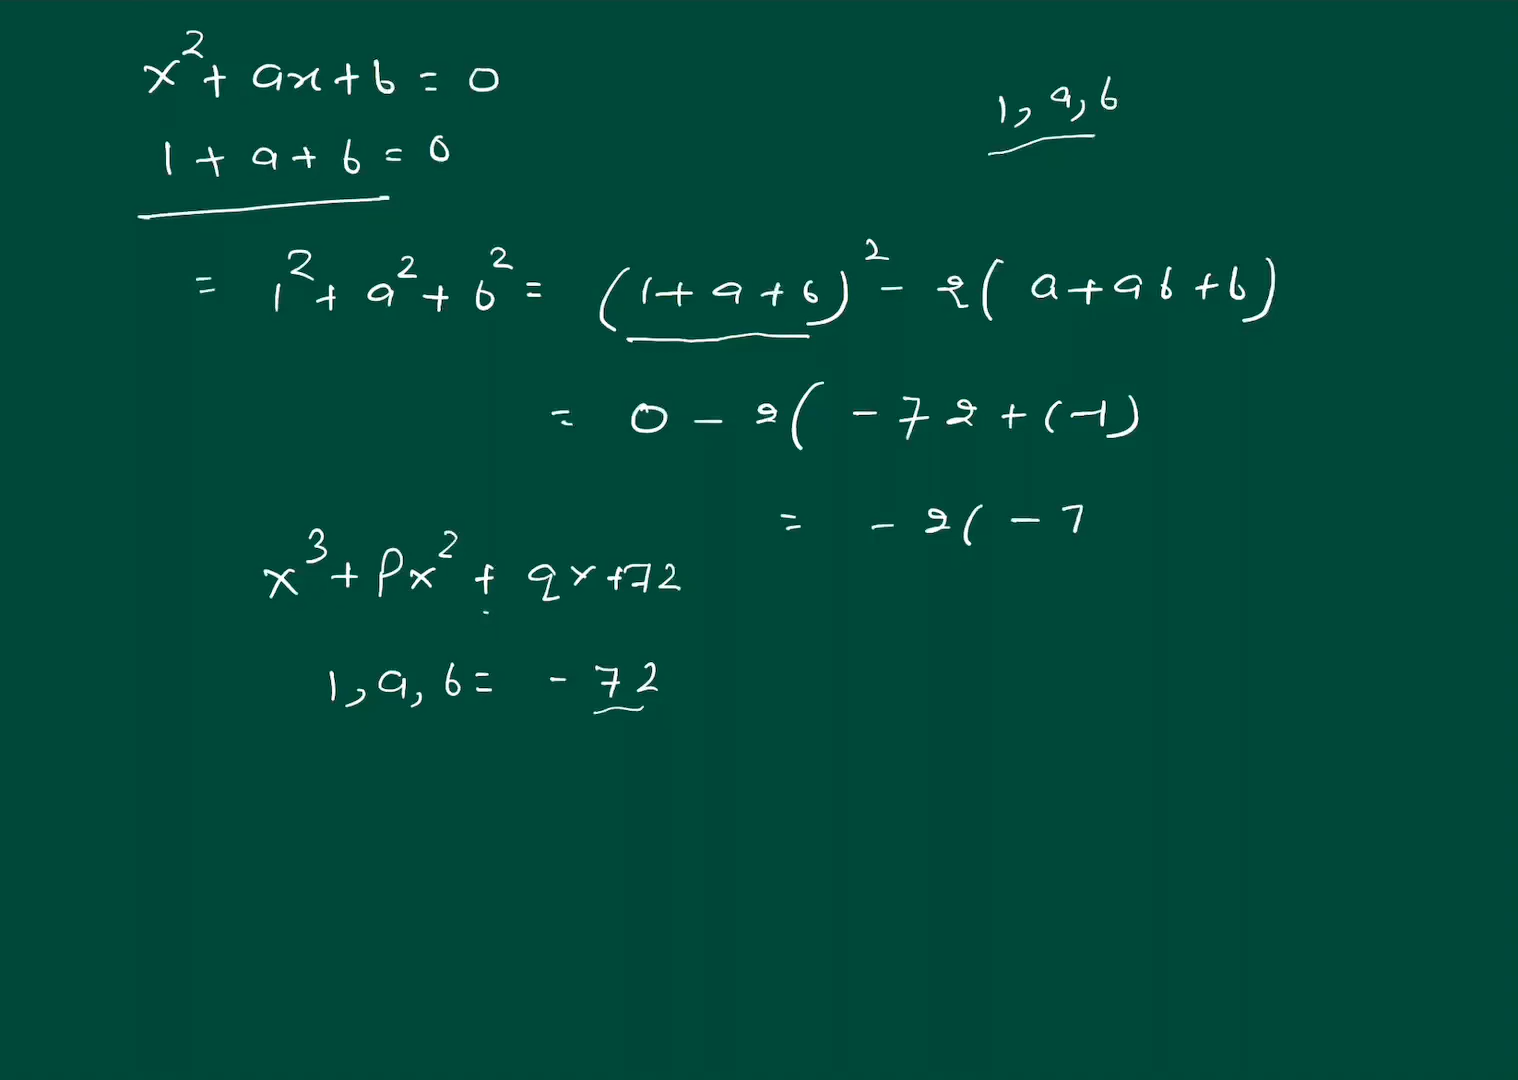 x² + ax + b = 0
1 + a + b = 0
1, a, b
= 1² + a² + b² = (1 + a + b)² - 2( a + ab + b )
= 0 - 2( - 72 + (-1)
= - 2( - 7
x³ + Px² + qx +72
1, a, b = - 72